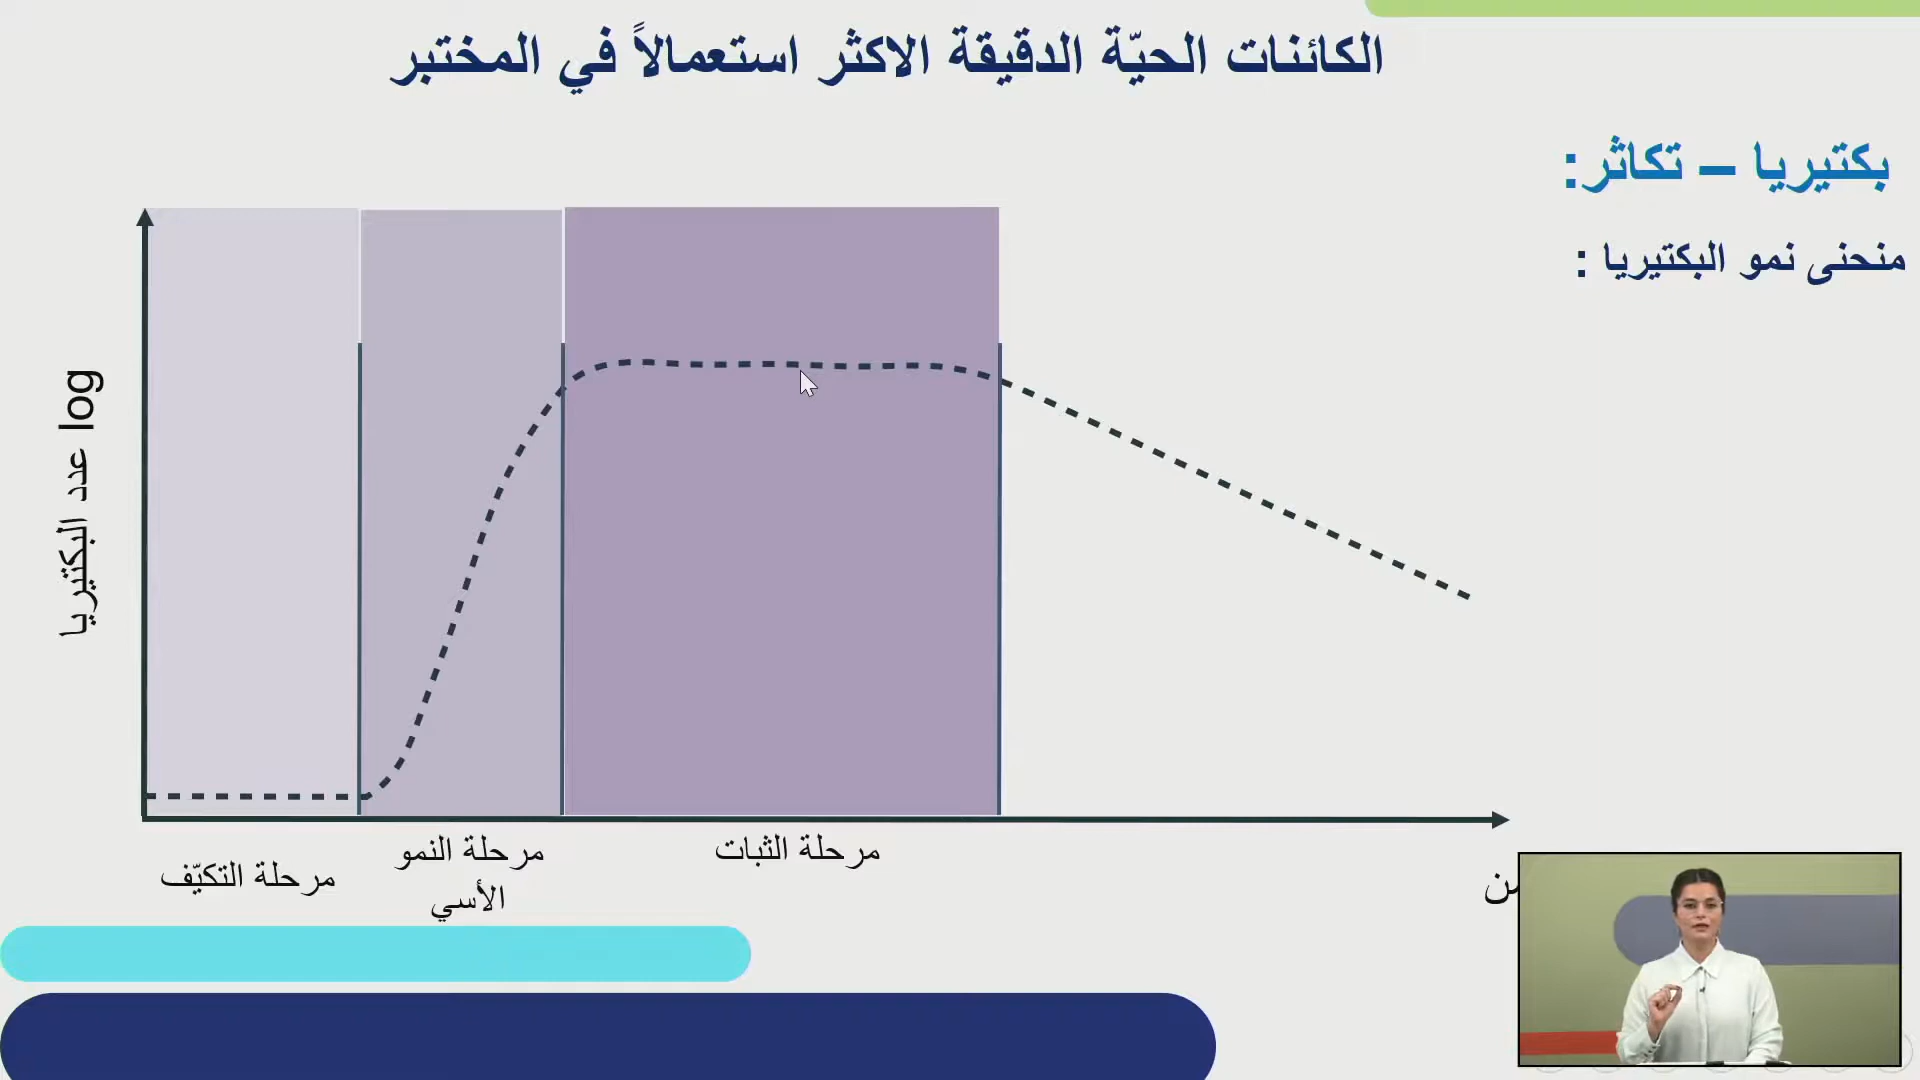 الكائنات الحيّة الدقيقة الاكثر استعمالاً في المختبر
بكتيريا – تكاثر:
منحنى نمو البكتيريا :
log عدد البكتيريا
مرحلة التكيّف
مرحلة النمو
الأسي
مرحلة الثبات